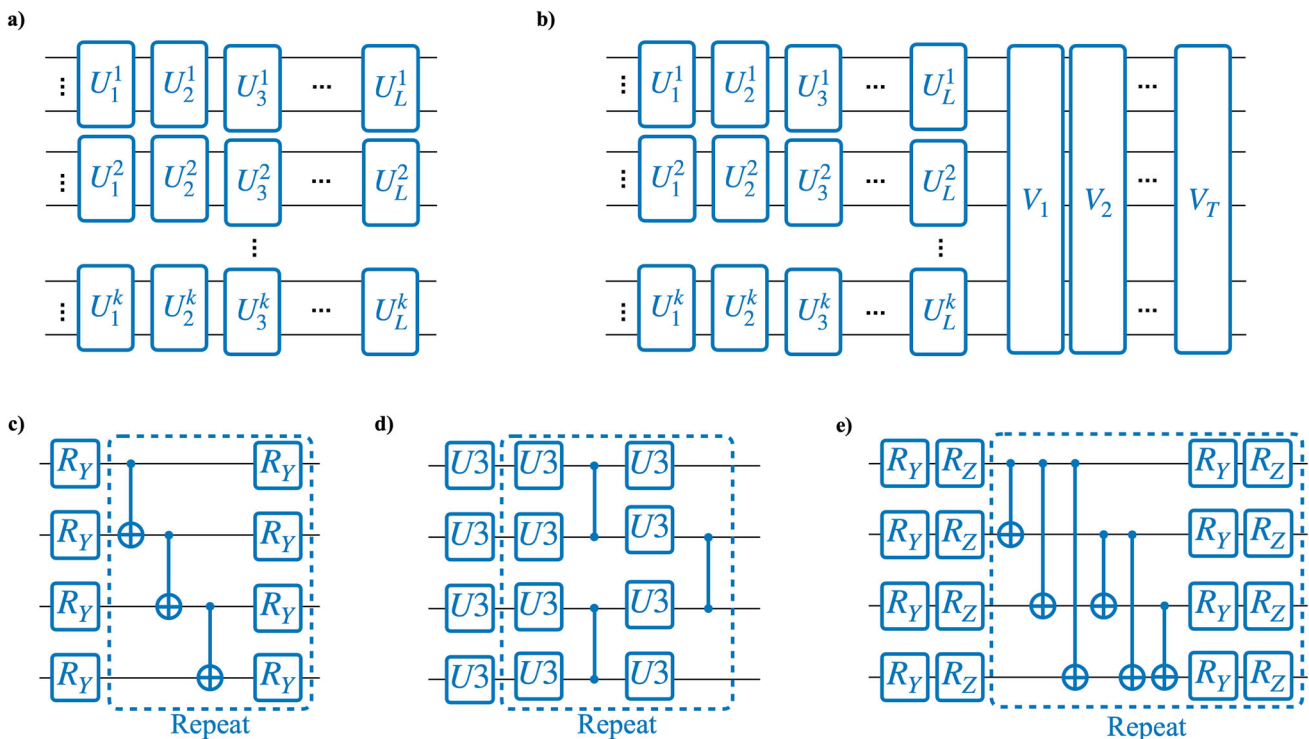 a)
U_1^1 U_2^1 U_3^1 ... U_L^1
U_1^2 U_2^2 U_3^2 ... U_L^2
U_1^k U_2^k U_3^k ... U_L^k
b)
U_1^1 U_2^1 U_3^1 ... U_L^1 ...
U_1^2 U_2^2 U_3^2 ... U_L^2 V_1 V_2 ... V_T
U_1^k U_2^k U_3^k ... U_L^k ...
c)
R_Y R_Y
R_Y R_Y
R_Y R_Y
R_Y R_Y
Repeat
d)
U3 U3 U3
U3 U3 U3
U3 U3 U3
U3 U3 U3
Repeat
e)
R_Y R_Z R_Y R_Z
R_Y R_Z R_Y R_Z
R_Y R_Z R_Y R_Z
R_Y R_Z R_Y R_Z
Repeat